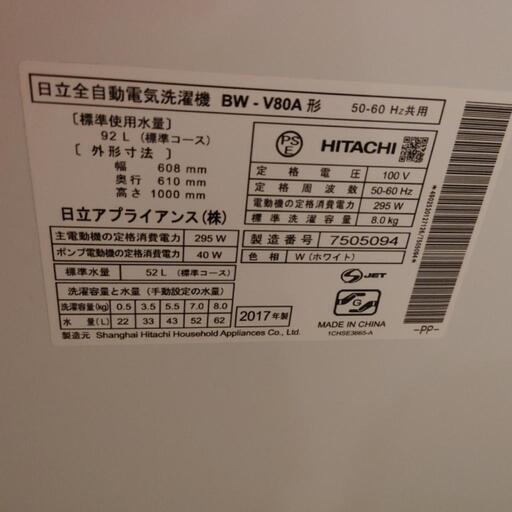 日立全自動電気洗濯機 BW-V80A 形 50-60 Hz共用
〔標準使用水量〕
92 L (標準コース)
〔外形寸法〕
幅 608 mm
奥行 610 mm
高さ 1000 mm
日立アプライアンス(株)
主電動機の定格消費電力 295 W
ポンプ電動機の定格消費電力 40 W
標準水量 52 L (標準コース)
洗濯容量と水量(手動設定の水量)
洗濯容量(kg) 0.5 3.5 5.5 7.0 8.0
水量(L) 22 33 43 52 62
製造元 Shanghai Hitachi Household Appliances Co., Ltd.
PSE HITACHI
定格電圧 100 V
定格周波数 50-60 Hz
電動機の定格消費電力 295 W
標準洗濯容量 8.0kg
製造番号 7505094
色相 W(ホワイト)
2017年製
JET
G
MADE IN CHINA
1CHSE3665-A
-PP-